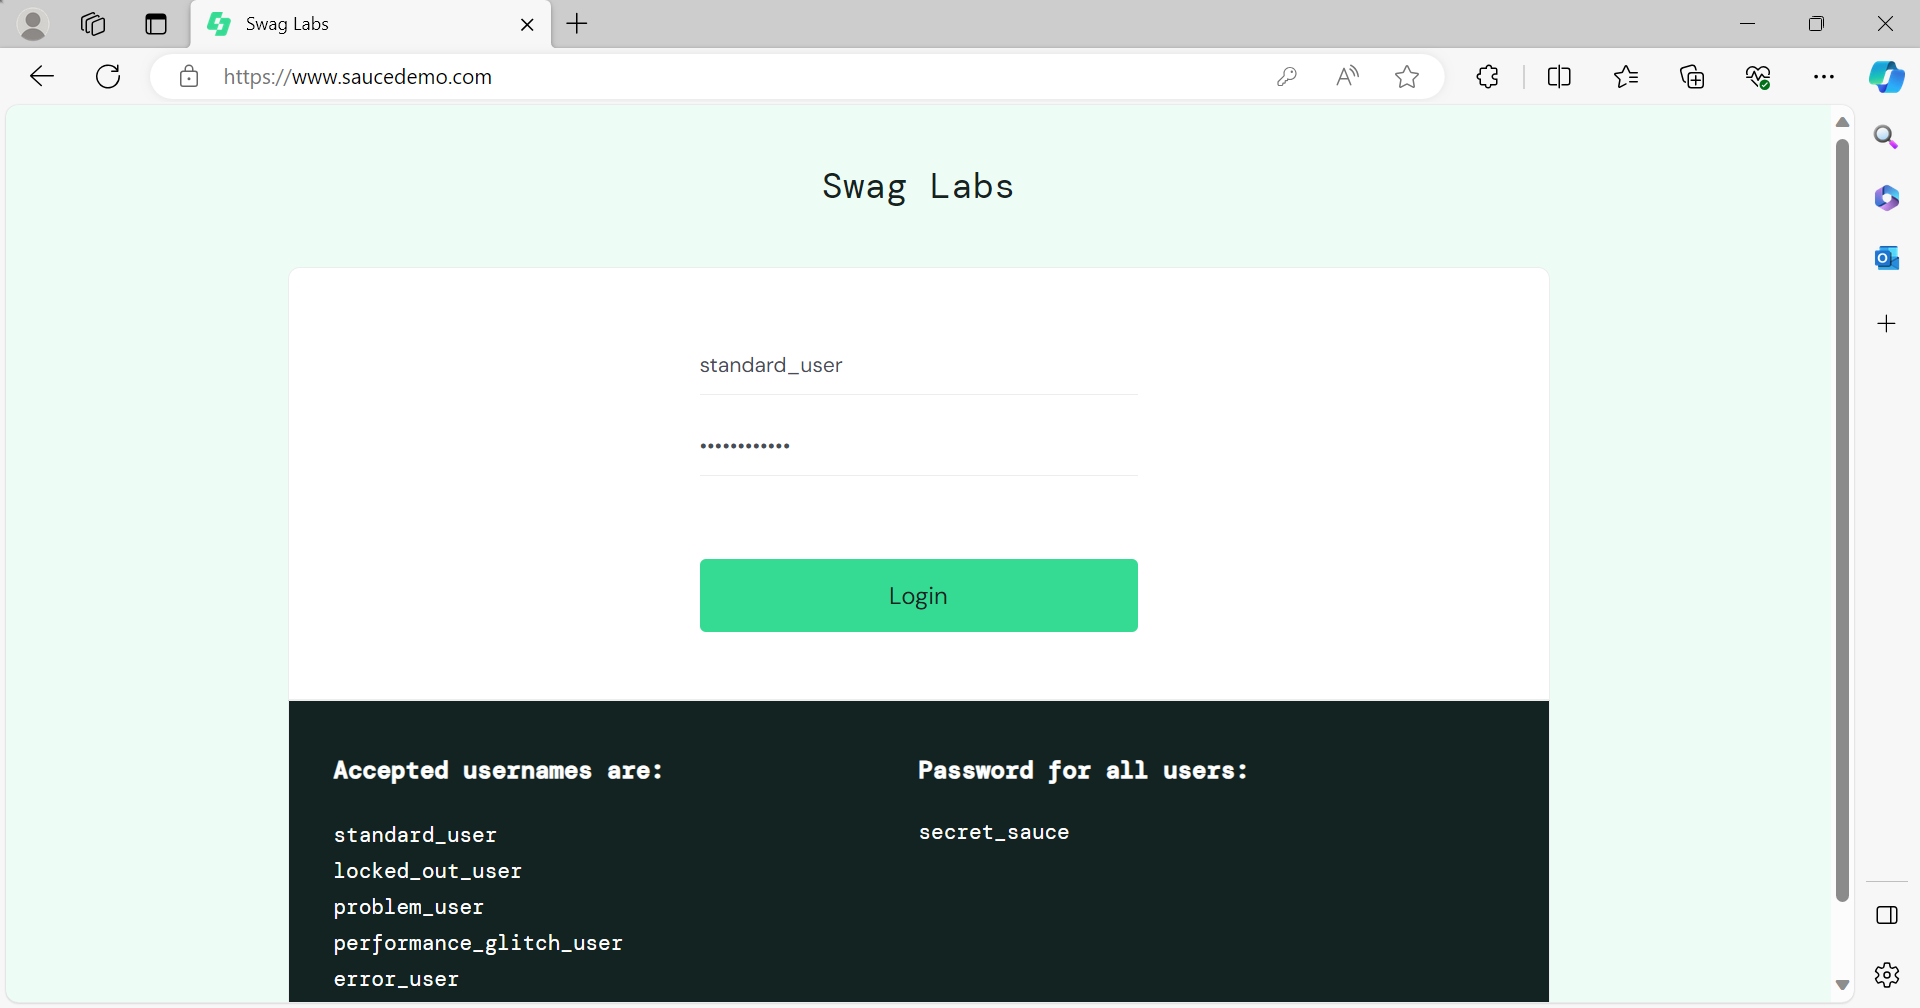 Swag Labs
https://www.saucedemo.com
Swag Labs
standard_user
••••••••••••
Login
Accepted usernames are:
standard_user
locked_out_user
problem_user
performance_glitch_user
error_user
Password for all users:
secret_sauce